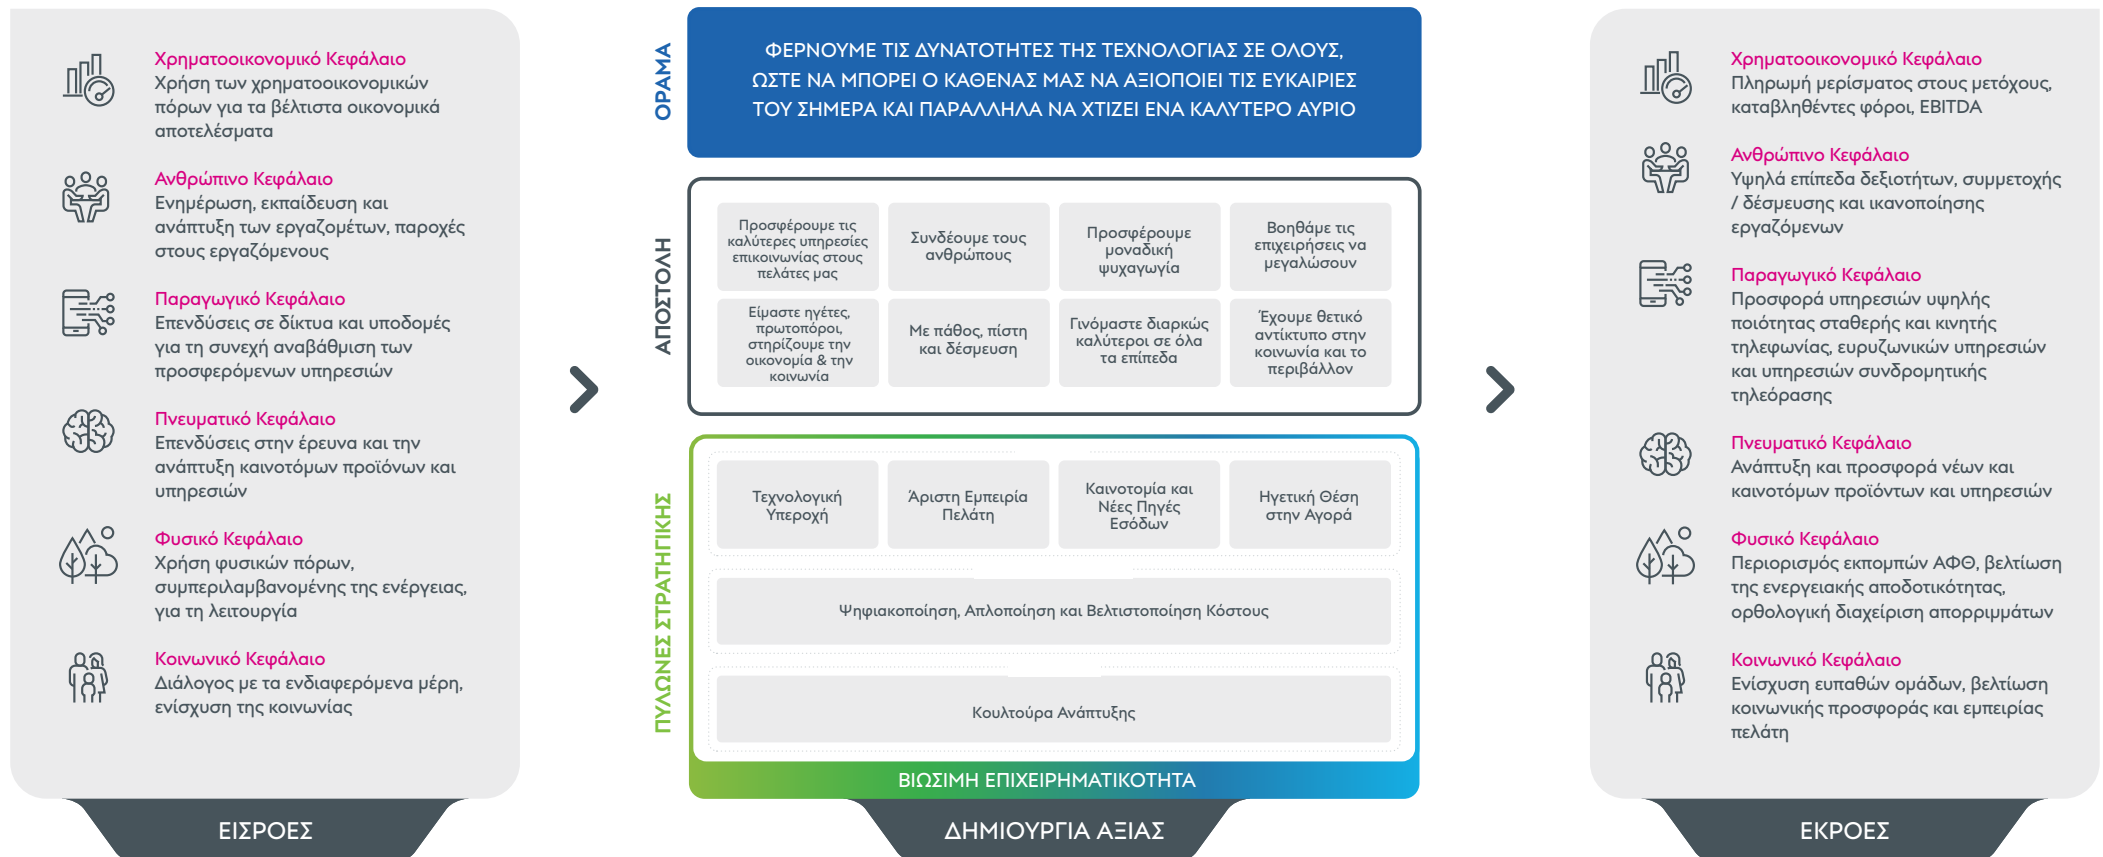 Χρηματοοικονομικό Κεφάλαιο
Χρήση των χρηματοοικονομικών
πόρων για τα βέλτιστα οικονομικά
αποτελέσματα
Ανθρώπινο Κεφάλαιο
Ενημέρωση, εκπαίδευση και
ανάπτυξη των εργαζομέτων, παροχές
στους εργαζόμενους
Παραγωγικό Κεφάλαιο
Επενδύσεις σε δίκτυα και υποδομές
για τη συνεχή αναβάθμιση των
προσφερόμενων υπηρεσιών
Πνευματικό Κεφάλαιο
Επενδύσεις στην έρευνα και την
ανάπτυξη καινοτόμων προϊόνων και
υπηρεσιών
Φυσικό Κεφάλαιο
Χρήση φυσικών πόρων,
συμπεριλαμβανομένης της ενέργειας,
για τη λειτουργία
Κοινωνικό Κεφάλαιο
Διάλογος με τα ενδιαφερόμενα μέρη,
ενίσχυση της κοινωνίας
ΕΙΣΡΟΕΣ
ΟΡΑΜΑ
ΦΕΡΝΟΥΜΕ ΤΙΣ ΔΥΝΑΤΟΤΗΤΕΣ ΤΗΣ ΤΕΧΝΟΛΟΓΙΑΣ ΣΕ ΟΛΟΥΣ,
ΩΣΤΕ ΝΑ ΜΠΟΡΕΙ Ο ΚΑΘΕΝΑΣ ΜΑΣ ΝΑ ΑΞΙΟΠΟΙΕΙ ΤΙΣ ΕΥΚΑΙΡΙΕΣ
ΤΟΥ ΣΗΜΕΡΑ ΚΑΙ ΠΑΡΑΛΛΗΛΑ ΝΑ ΧΤΙΖΕΙ ΕΝΑ ΚΑΛΥΤΕΡΟ ΑΥΡΙΟ
ΑΠΟΣΤΟΛΗ
Προσφέρουμε τις
καλύτερες υπηρεσίες
επικοινωνίας στους
πελάτες μας
Συνδέουμε τους
ανθρώπους
Προσφέρουμε
μοναδική
ψυχαγωγία
Βοηθάμε τις
επιχειρήσεις να
μεγαλώσουν
Είμαστε ηγέτες,
πρωτοπόροι,
στηρίζουμε την
οικονομία & την
κοινωνία
Με πάθος, πίστη
και δέσμευση
Γινόμαστε διαρκώς
καλύτεροι σε όλα
τα επίπεδα
Έχουμε θετικό
αντίκτυπο στην
κοινωνία και το
περιβάλλον
ΠΥΛΩΝΕΣ ΣΤΡΑΤΗΓΙΚΗΣ
Τεχνολογική
Υπεροχή
Άριστη Εμπειρία
Πελάτη
Καινοτομία και
Νέες Πηγές
Εσόδων
Ηγετική Θέση
στην Αγορά
Ψηφιακοποίηση, Απλοποίηση και Βελτιστοποίηση Κόστους
Κουλτούρα Ανάπτυξης
ΒΙΩΣΙΜΗ ΕΠΙΧΕΙΡΗΜΑΤΙΚΟΤΗΤΑ
ΔΗΜΙΟΥΡΓΙΑ ΑΞΙΑΣ
Χρηματοοικονομικό Κεφάλαιο
Πληρωμή μερίσματος στους μετόχους,
καταβληθέντες φόροι, EBITDA
Ανθρώπινο Κεφάλαιο
Υψηλά επίπεδα δεξιοτήτων, συμμετοχής
/ δέσμευσης και ικανοποίησης
εργαζόμενων
Παραγωγικό Κεφάλαιο
Προσφορά υπηρεσιών υψηλής
ποιότητας σταθερής και κινητής
τηλεφωνίας, ευρυζωνικών υπηρεσιών
και υπηρεσιών συνδρομητικής
τηλεόρασης
Πνευματικό Κεφάλαιο
Ανάπτυξη και προσφορά νέων και
καινοτόμων προϊόντων και υπηρεσιών
Φυσικό Κεφάλαιο
Περιορισμός εκπομπών ΑΦΘ, βελτίωση
της ενεργειακής αποδοτικότητας,
ορθολογική διαχείριση απορριμμάτων
Κοινωνικό Κεφάλαιο
Ενίσχυση ευπαθών ομάδων, βελτίωση
κοινωνικής προσφοράς και εμπειρίας
πελάτη
ΕΚΡΟΕΣ